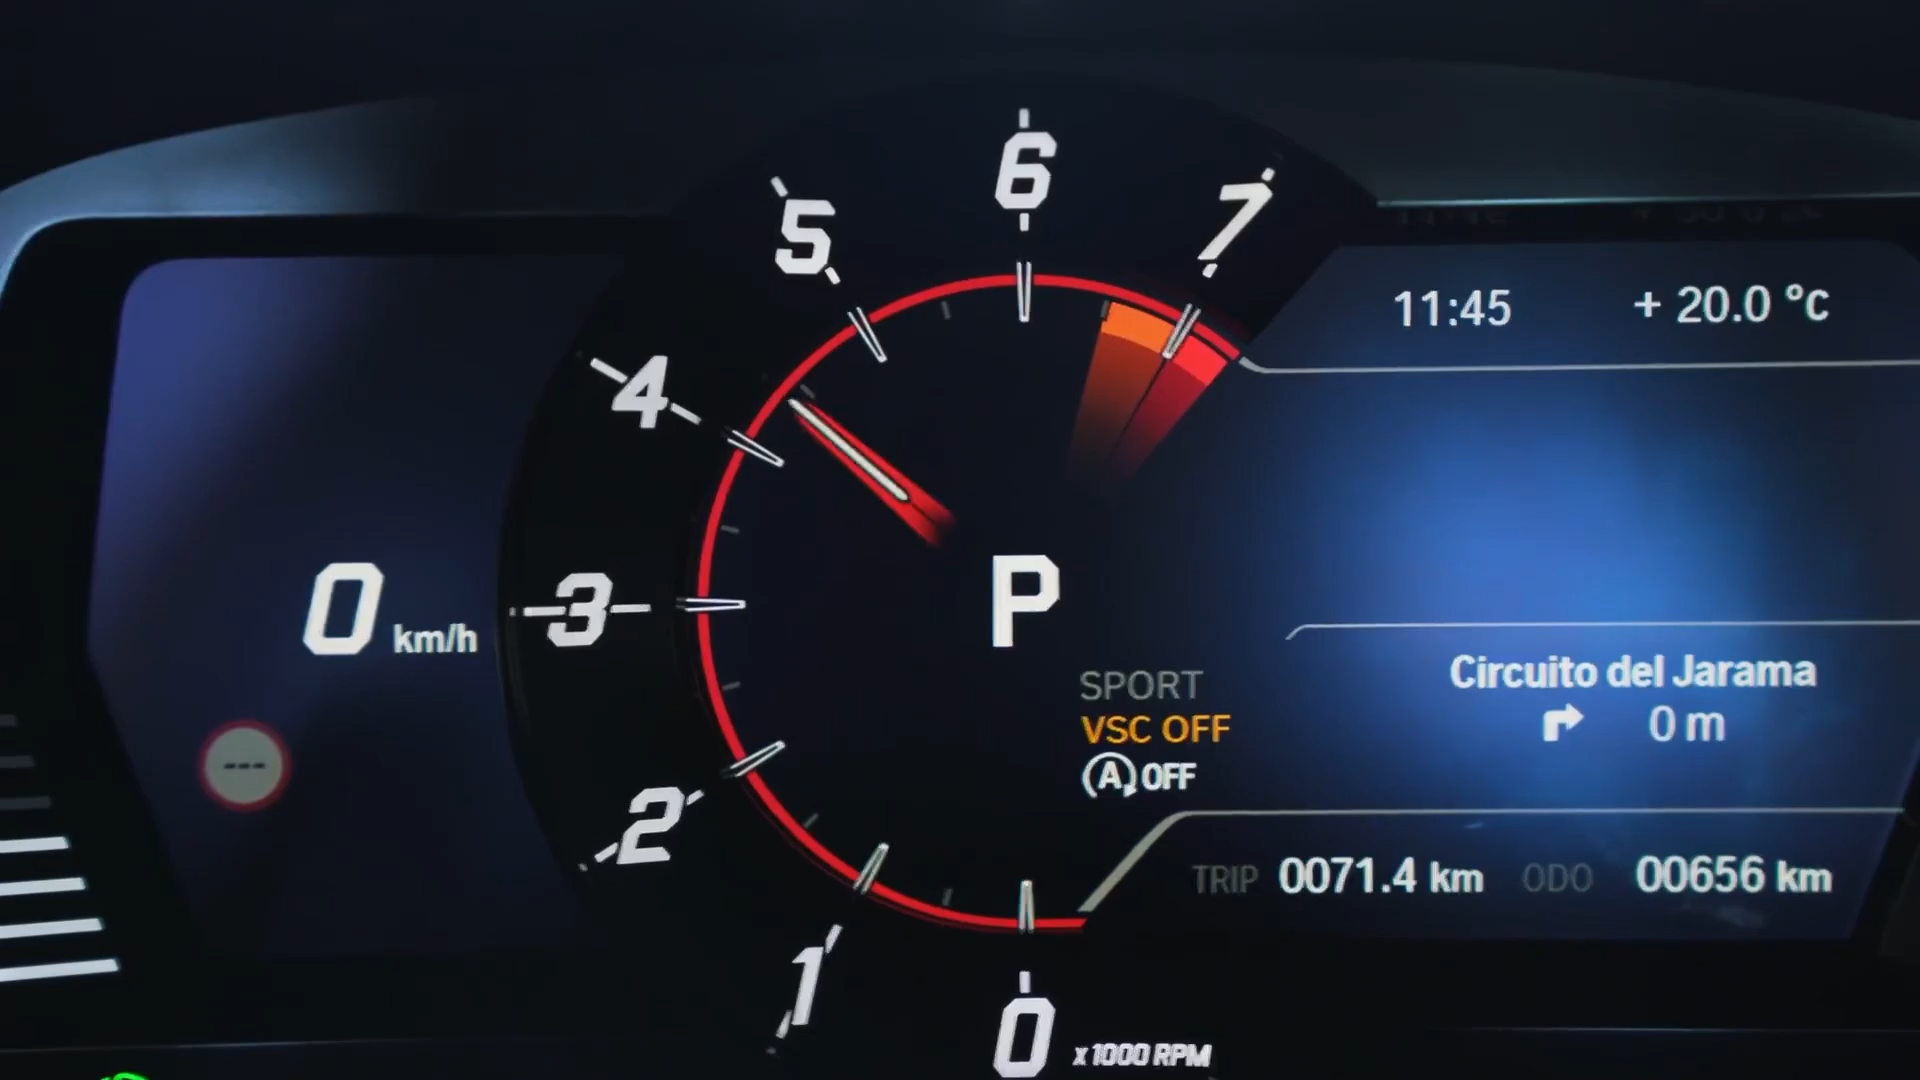 6
5
7
11:45
+ 20.0 °C
4
0 km/h
3
P
SPORT
VSC OFF
A OFF
Circuito del Jarama
0 m
---
2
TRIP 0071.4 km ODO 00656 km
1
0 x1000 RPM